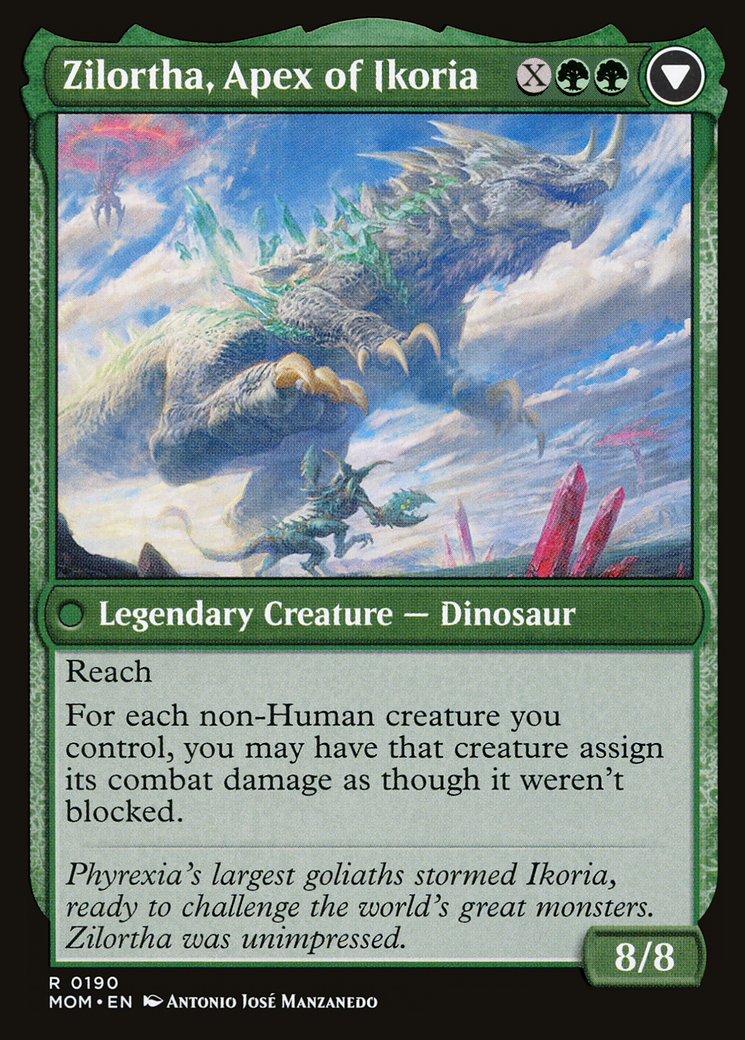 Zilortha, Apex of Ikoria X
Legendary Creature — Dinosaur
Reach
For each non-Human creature you
control, you may have that creature assign
its combat damage as though it weren't
blocked.
Phyrexia's largest goliaths stormed Ikoria,
ready to challenge the world's great monsters.
Zilortha was unimpressed.
8/8
R 0190
MOM • EN Antonio José Manzanedo